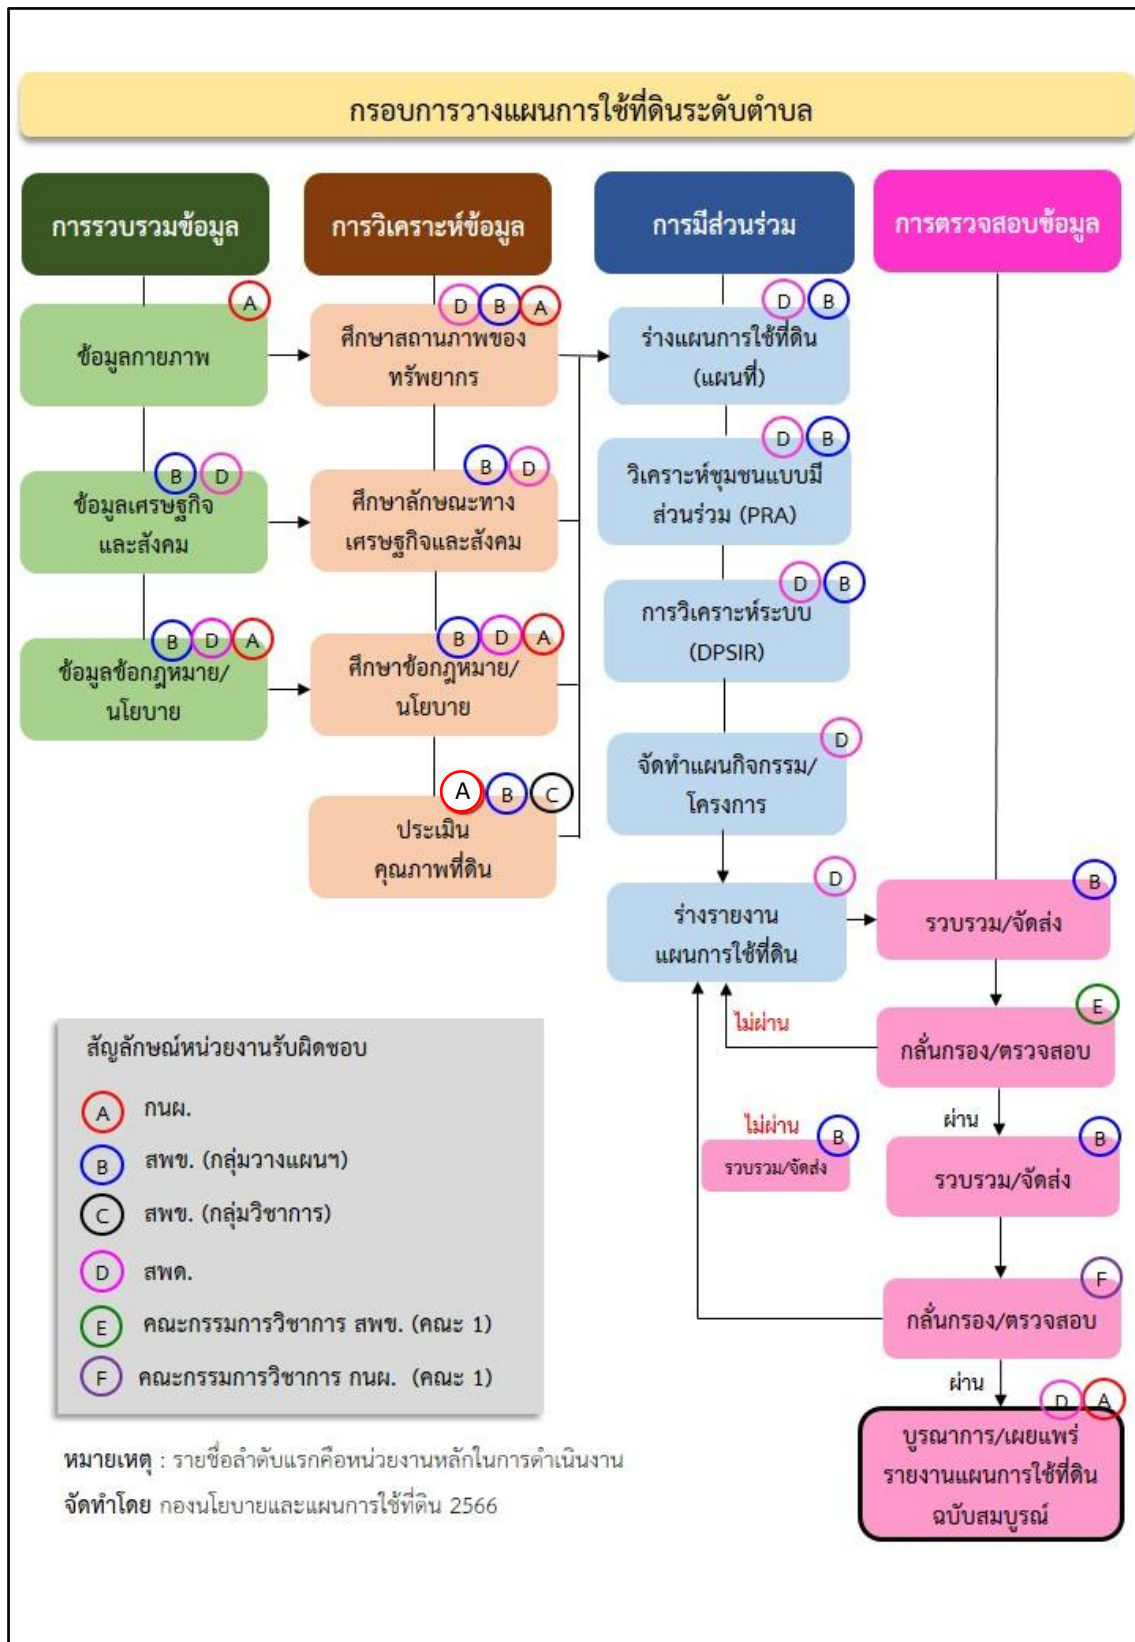 กรอบการวางแผนการใช้ที่ดินระดับตำบล
การรวบรวมข้อมูล
A
ข้อมูลกายภาพ
B D
ข้อมูลเศรษฐกิจ
และสังคม
B D A
ข้อมูลข้อกฎหมาย/
นโยบาย
การวิเคราะห์ข้อมูล
D B A
ศึกษาสถานภาพของ
ทรัพยากร
B D
ศึกษาลักษณะทาง
เศรษฐกิจและสังคม
B D A
ศึกษาข้อกฎหมาย/
นโยบาย
A B C
ประเมิน
คุณภาพที่ดิน
การมีส่วนร่วม
D B
ร่างแผนการใช้ที่ดิน
(แผนที่)
D B
วิเคราะห์ชุมชนแบบมี
ส่วนร่วม (PRA)
D B
การวิเคราะห์ระบบ
(DPSIR)
D
จัดทำแผนกิจกรรม/
โครงการ
D
ร่างรายงาน
แผนการใช้ที่ดิน
การตรวจสอบข้อมูล
B
รวบรวม/จัดส่ง
E
กลั่นกรอง/ตรวจสอบ
ไม่ผ่าน
ผ่าน
B
รวบรวม/จัดส่ง
ไม่ผ่าน
B
รวบรวม/จัดส่ง
F
กลั่นกรอง/ตรวจสอบ
ผ่าน
D A
บูรณาการ/เผยแพร่
รายงานแผนการใช้ที่ดิน
ฉบับสมบูรณ์
สัญลักษณ์หน่วยงานรับผิดชอบ
A กนผ.
B สพข. (กลุ่มวางแผนฯ)
C สพข. (กลุ่มวิชาการ)
D สพด.
E คณะกรรมการวิชาการ สพข. (คณะ 1)
F คณะกรรมการวิชาการ กนผ. (คณะ 1)
หมายเหตุ : รายชื่อลำดับแรกคือหน่วยงานหลักในการดำเนินงาน
จัดทำโดย กองนโยบายและแผนการใช้ที่ดิน 2566